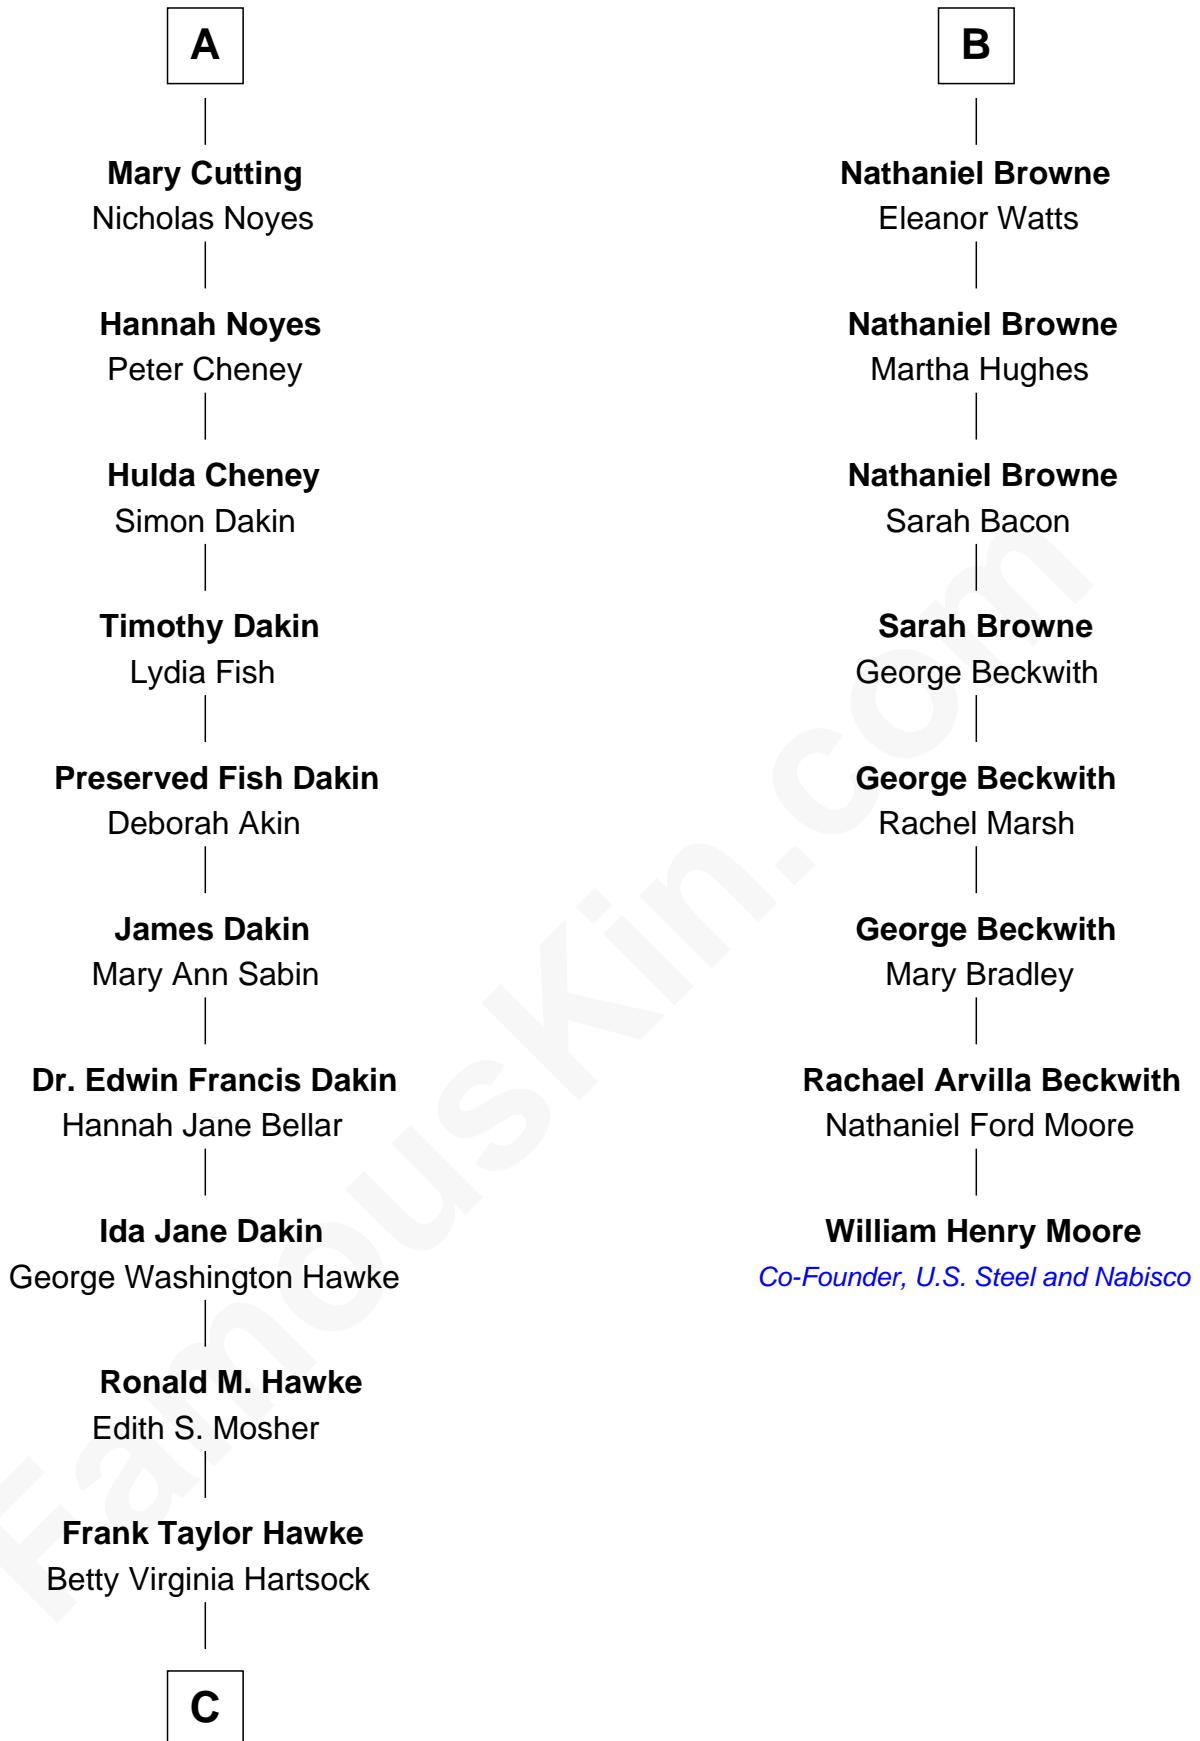 A
Mary Cutting
Nicholas Noyes
Hannah Noyes
Peter Cheney
Hulda Cheney
Simon Dakin
Timothy Dakin
Lydia Fish
Preserved Fish Dakin
Deborah Akin
James Dakin
Mary Ann Sabin
Dr. Edwin Francis Dakin
Hannah Jane Bellar
Ida Jane Dakin
George Washington Hawke
Ronald M. Hawke
Edith S. Mosher
Frank Taylor Hawke
Betty Virginia Hartsock
C
B
Nathaniel Browne
Eleanor Watts
Nathaniel Browne
Martha Hughes
Nathaniel Browne
Sarah Bacon
Sarah Browne
George Beckwith
George Beckwith
Rachel Marsh
George Beckwith
Mary Bradley
Rachael Arvilla Beckwith
Nathaniel Ford Moore
William Henry Moore
Co-Founder, U.S. Steel and Nabisco
FamousKin.com